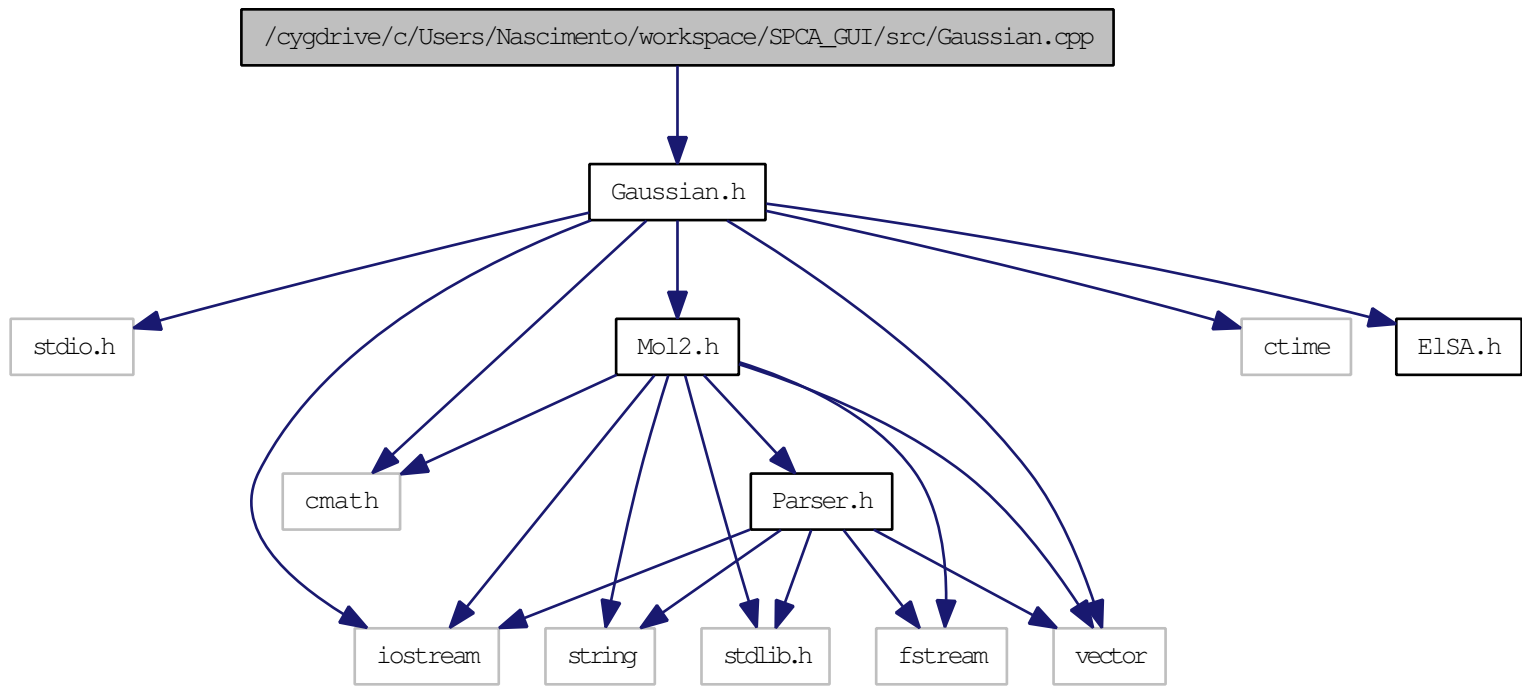 /cygdrive/c/Users/Nascimento/workspace/SPCA_GUI/src/Gaussian.cpp
Gaussian.h
stdio.h
Mol2.h
ctime
ElSA.h
cmath
Parser.h
iostream
string
stdlib.h
fstream
vector